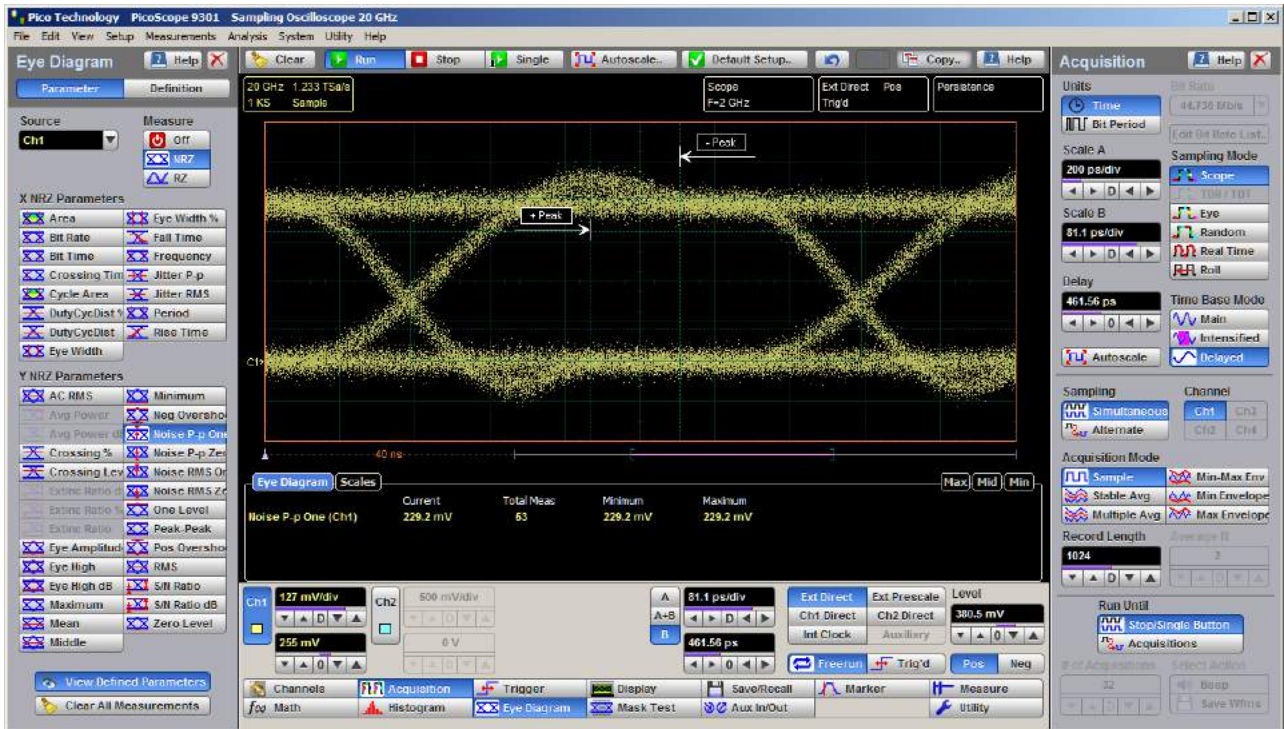 Pico Technology PicoScope 9301 Sampling Oscilloscope 20 GHz
File Edit View Setup Measurements Analysis System Utility Help
Eye Diagram Help
Parameter Definition
Source Measure
Ch1 Off
NRZ
RZ
X NRZ Parameters
Area Eye Width %
Bit Rate Fall Time
Bit Time Frequency
Crossing Tim Jitter P-p
Cycle Area Jitter RMS
DutyCycDist % Period
DutyCycDist Rise Time
Eye Width
Y NRZ Parameters
AC RMS Minimum
Avg Power Neg Oversho
Avg Power d Noise P-p One
Crossing % Noise P-p Zer
Crossing Lev Noise RMS On
Extinc Ratio d Noise RMS Ze
Extinc Ratio % One Level
Extinc Ratio Peak-Peak
Eye Amplitud Pos Oversho
Eye High RMS
Eye High dB S/N Ratio
Maximum S/N Ratio dB
Mean Zero Level
Middle
View Defined Parameters
Clear All Measurements
Clear Run Stop Single Autoscale.. Default Setup.. Copy.. Help
20 GHz 1.233 TSa/s
1 KS Sample
Scope
F=2 GHz
Ext Direct Pos
Trig'd
Persistence
- Peak
+ Peak
C1
40 ns
Eye Diagram Scales Max Mid Min
Current Total Meas Minimum Maximum
Noise P-p One (Ch1) 229.2 mV 63 229.2 mV 229.2 mV
Ch1 127 mV/div
D
255 mV
0
Ch2 500 mV/div
D
0 V
0
A 81.1 ps/div
A+B D
B 461.56 ps
0
Ext Direct Ext Prescale Level
Ch1 Direct Ch2 Direct 380.5 mV
Int Clock Auxiliary 0
Freerun Trig'd Pos Neg
Channels Acquisition Trigger Display Save/Recall Marker Measure
f(x) Math Histogram Eye Diagram Mask Test Aux In/Out Utility
Acquisition Help
Units Bit Rate
Time 44.736 Mb/s
Bit Period Edit Bit Rate List..
Scale A Sampling Mode
200 ps/div Scope
D TDR / TDT
Scale B Eye
81.1 ps/div Random
D Real Time
Roll
Delay
461.56 ps Time Base Mode
0 Main
Intensified
Autoscale Delayed
Sampling Channel
Simultaneous Ch1 Ch3
Alternate Ch2 Ch4
Acquisition Mode
Sample Min-Max Env
Stable Avg Min Envelope
Multiple Avg Max Envelope
Record Length Average N
1024 2
D D
Run Until
Stop/Single Button
Acquisitions
# of Acquisitions Select Action
32 Beep
D Save Wfms